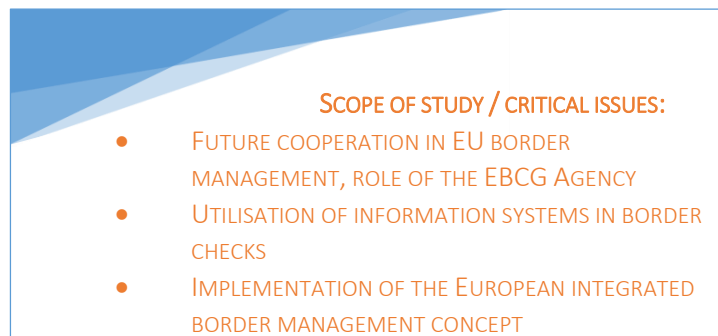 SCOPE OF STUDY / CRITICAL ISSUES:
• FUTURE COOPERATION IN EU BORDER
MANAGEMENT, ROLE OF THE EBCG AGENCY
• UTILISATION OF INFORMATION SYSTEMS IN BORDER
CHECKS
• IMPLEMENTATION OF THE EUROPEAN INTEGRATED
BORDER MANAGEMENT CONCEPT